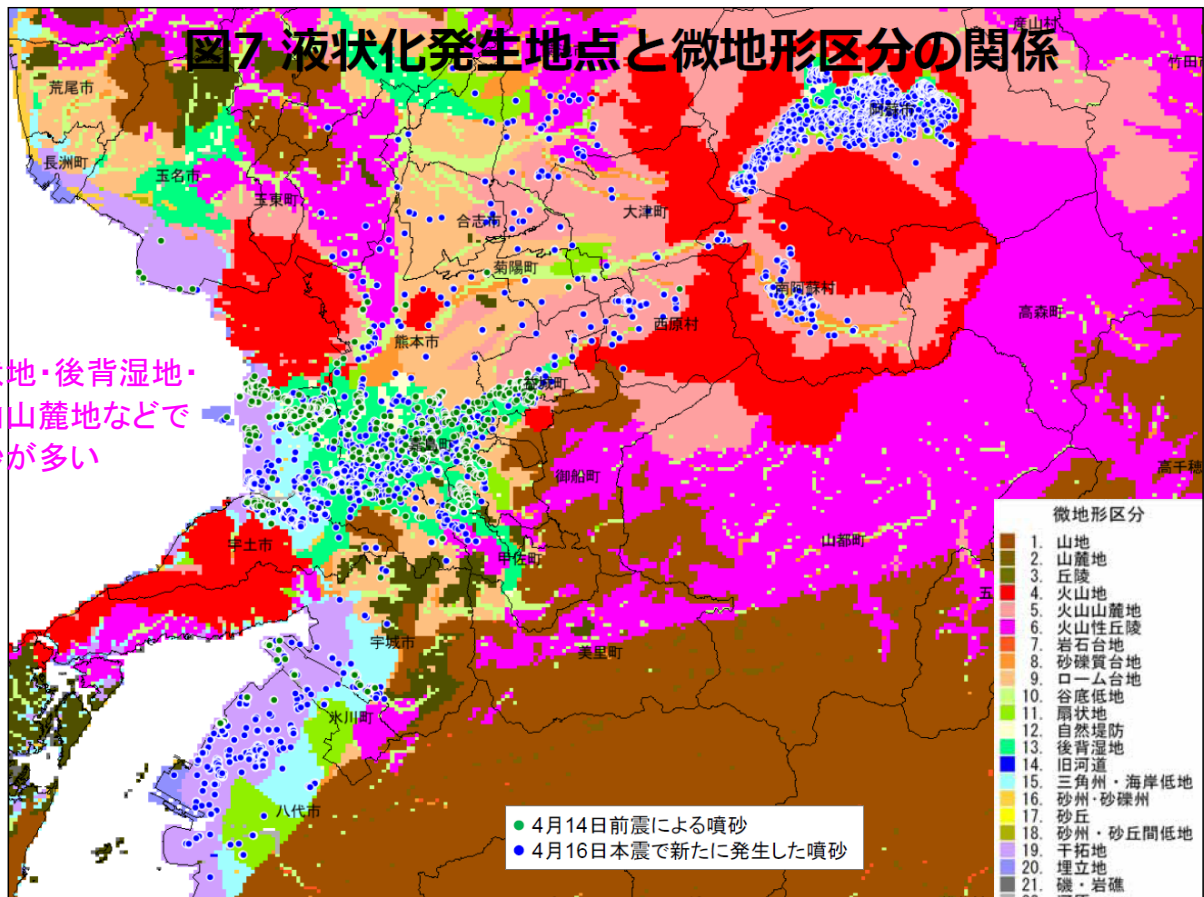 図7 液状化発生地点と微地形区分の関係
産山村
竹田
荒尾市
阿蘇市
長洲町
玉名市
玉東町
合志市
大津町
菊陽町
南阿蘇村
高森町
西原村
熊本市
益城町
地・後背湿地・
山山麓地などで
が多い
嘉島町
高千穂
御船町
山都町
宇土市
甲佐町
五
宇城市
美里町
氷川町
八代市
微地形区分
1. 山地
2. 山麓地
3. 丘陵
4. 火山地
5. 火山山麓地
6. 火山性丘陵
7. 岩石台地
8. 砂礫質台地
9. ローム台地
10. 谷底低地
11. 扇状地
12. 自然堤防
13. 後背湿地
14. 旧河道
15. 三角州・海岸低地
16. 砂州・砂礫州
17. 砂丘
18. 砂州・砂丘間低地
19. 干拓地
20. 埋立地
21. 磯・岩礁
● 4月14日前震による噴砂
● 4月16日本震で新たに発生した噴砂